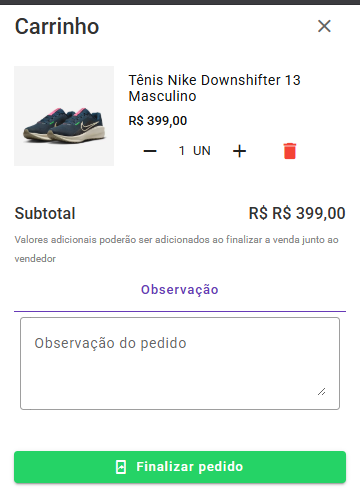 Carrinho
Tênis Nike Downshifter 13
Masculino
R$ 399,00
1 UN
Subtotal R$ R$ 399,00
Valores adicionais poderão ser adicionados ao finalizar a venda junto ao
vendedor
Observação
Observação do pedido
Finalizar pedido